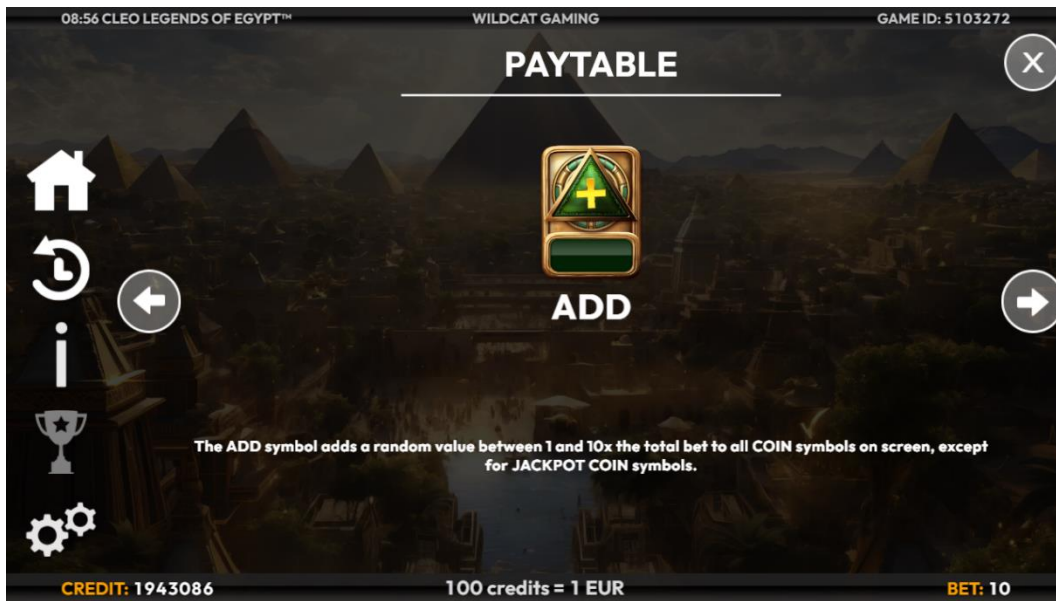 08:56 CLEO LEGENDS OF EGYPT™ WILDCAT GAMING GAME ID: 5103272
PAYTABLE
X
ADD
The ADD symbol adds a random value between 1 and 10x the total bet to all COIN symbols on screen, except
for JACKPOT COIN symbols.
CREDIT: 1943086 100 credits = 1 EUR BET: 10